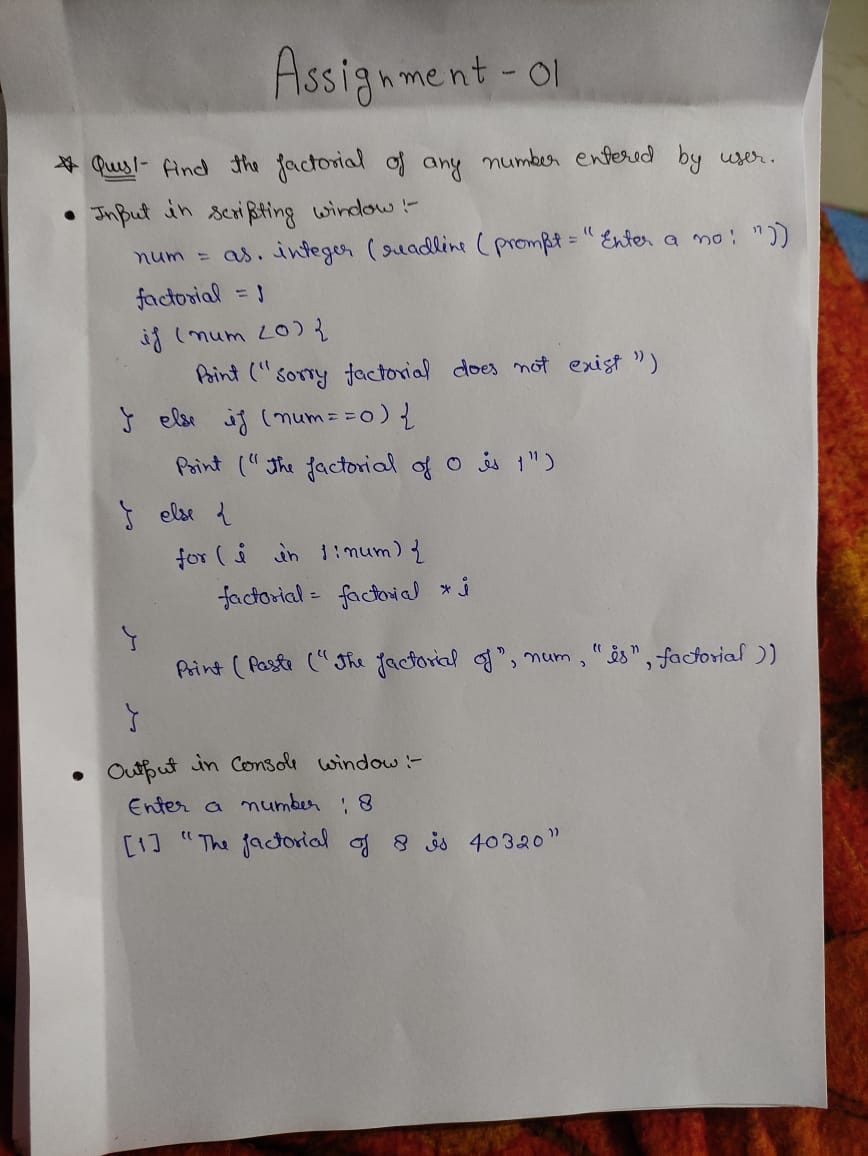 Assignment - 01
☆ Ques1- find the factorial of any number entered by user.
• Input in scripting window :-
num = as.integer (readline (prompt = "Enter a no: "))
factorial = 1
if (num <0) {
Print ("sorry factorial does not exist ")
} else if (num==0) {
Print ("The factorial of 0 is 1")
} else {
for ( i in 1:num) {
factorial = factorial * i
}
Print ( Paste ("The factorial of", num, "is", factorial ))
}
• Output in Console window :-
Enter a number : 8
[1] "The factorial of 8 is 40320"